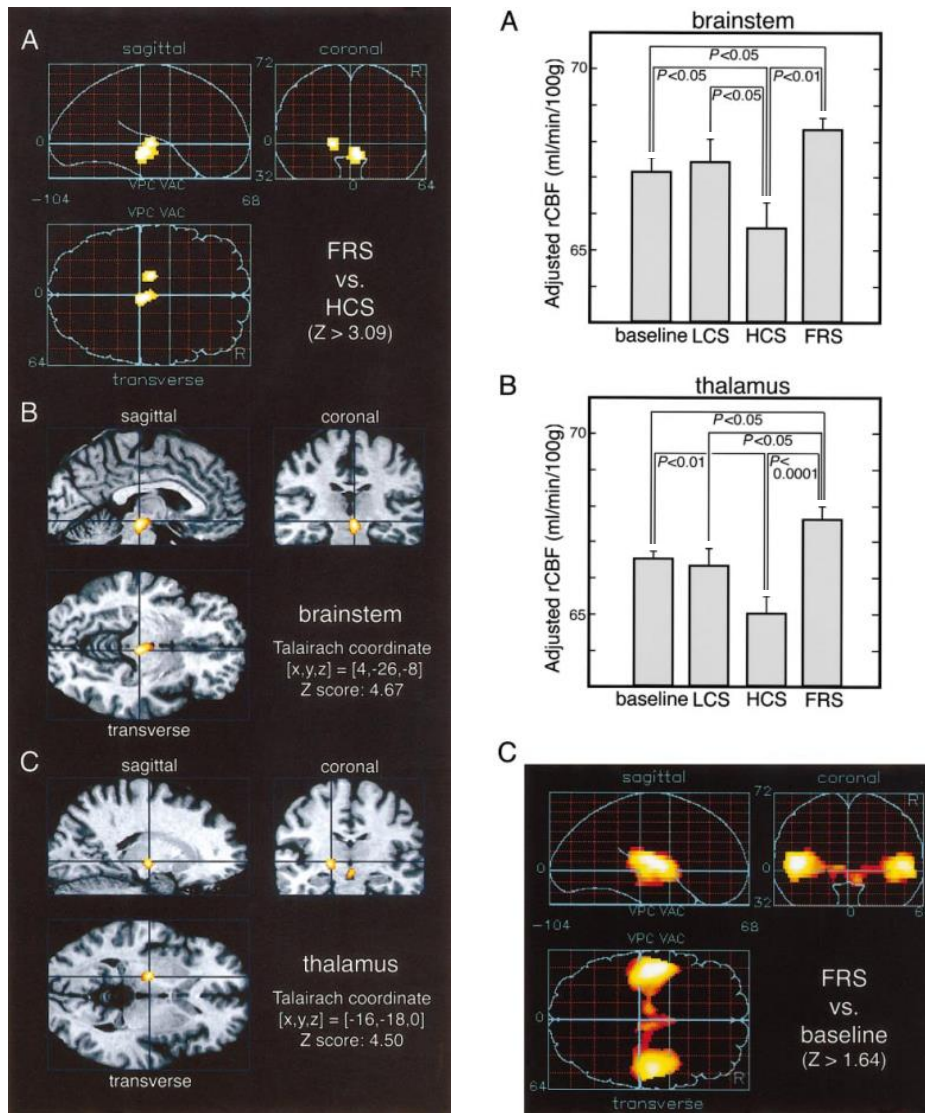 A
sagittal
coronal
72
R
0
32
VPC VAC
-104
68
0
64
VPC VAC
0
64
R
transverse
FRS
vs.
HCS
(Z > 3.09)
B
sagittal
coronal
transverse
brainstem
Talairach coordinate
[x,y,z] = [4,-26,-8]
Z score: 4.67
C
sagittal
coronal
transverse
thalamus
Talairach coordinate
[x,y,z] = [-16,-18,0]
Z score: 4.50
A
brainstem
Adjusted rCBF (ml/min/100g)
70
65
P<0.05
P<0.05
P<0.05
P<0.01
baseline LCS HCS FRS
B
thalamus
Adjusted rCBF (ml/min/100g)
70
65
P<0.05
P<0.05
P<0.01
P<
0.0001
baseline LCS HCS FRS
C
sagittal
coronal
72
R
0
32
VPC VAC
-104
68
0
6
VPC VAC
0
64
R
transverse
FRS
vs.
baseline
(Z > 1.64)